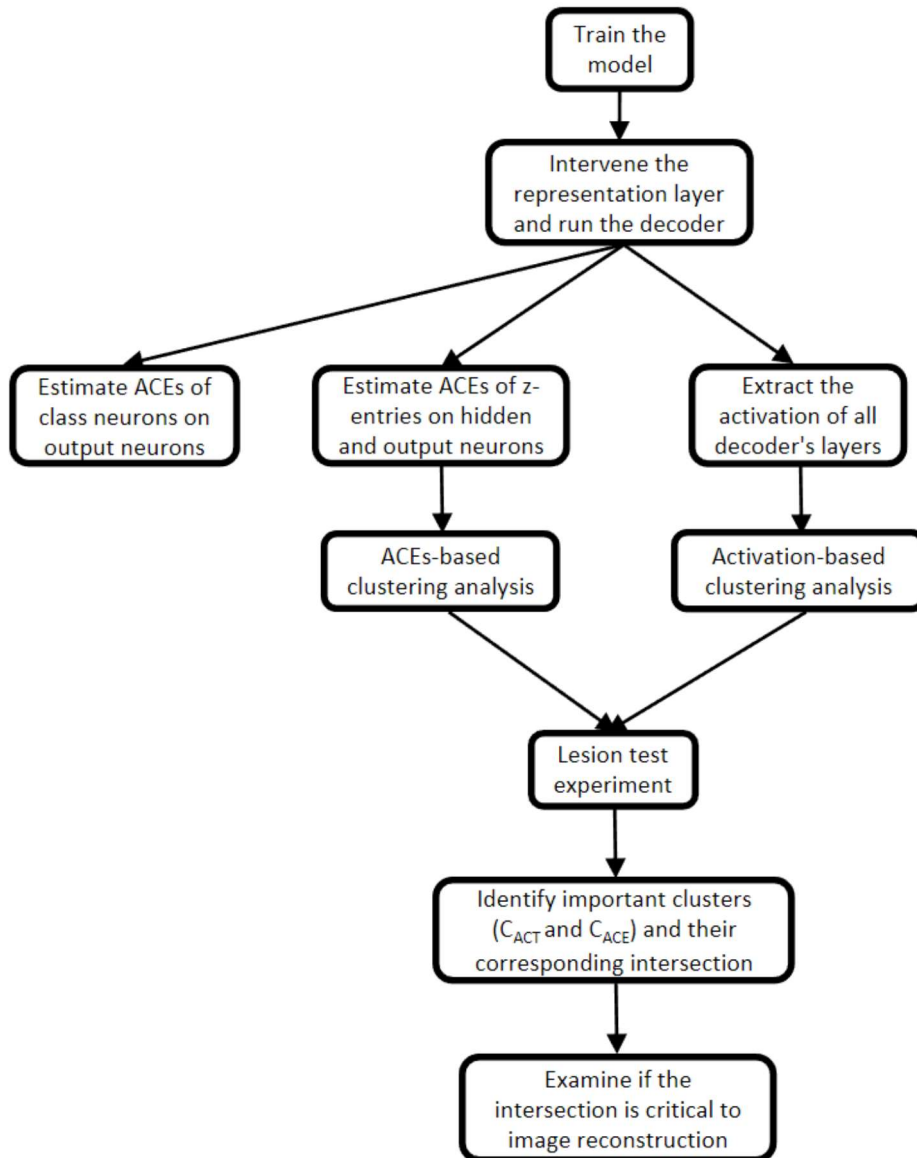 Train the
model
Intervene the
representation layer
and run the decoder
Estimate ACEs of
class neurons on
output neurons
Estimate ACEs of z-
entries on hidden
and output neurons
Extract the
activation of all
decoder's layers
ACEs-based
clustering analysis
Activation-based
clustering analysis
Lesion test
experiment
Identify important clusters
(C_ACT and C_ACE) and their
corresponding intersection
Examine if the
intersection is critical to
image reconstruction